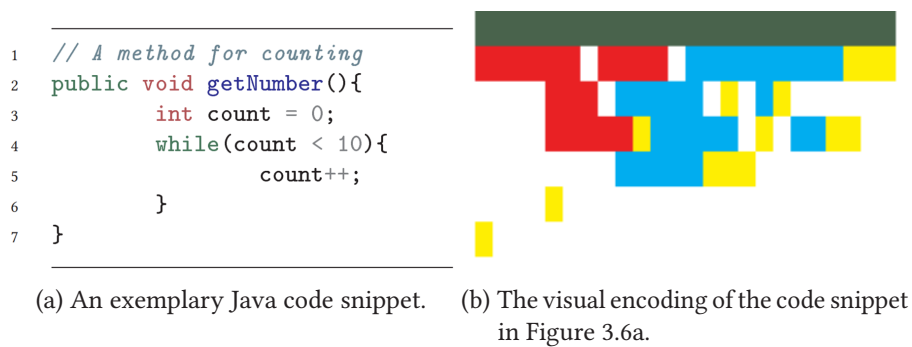 1 // A method for counting
2 public void getNumber(){
3 int count = 0;
4 while(count < 10){
5 count++;
6 }
7 }
(a) An exemplary Java code snippet.
(b) The visual encoding of the code snippet
in Figure 3.6a.